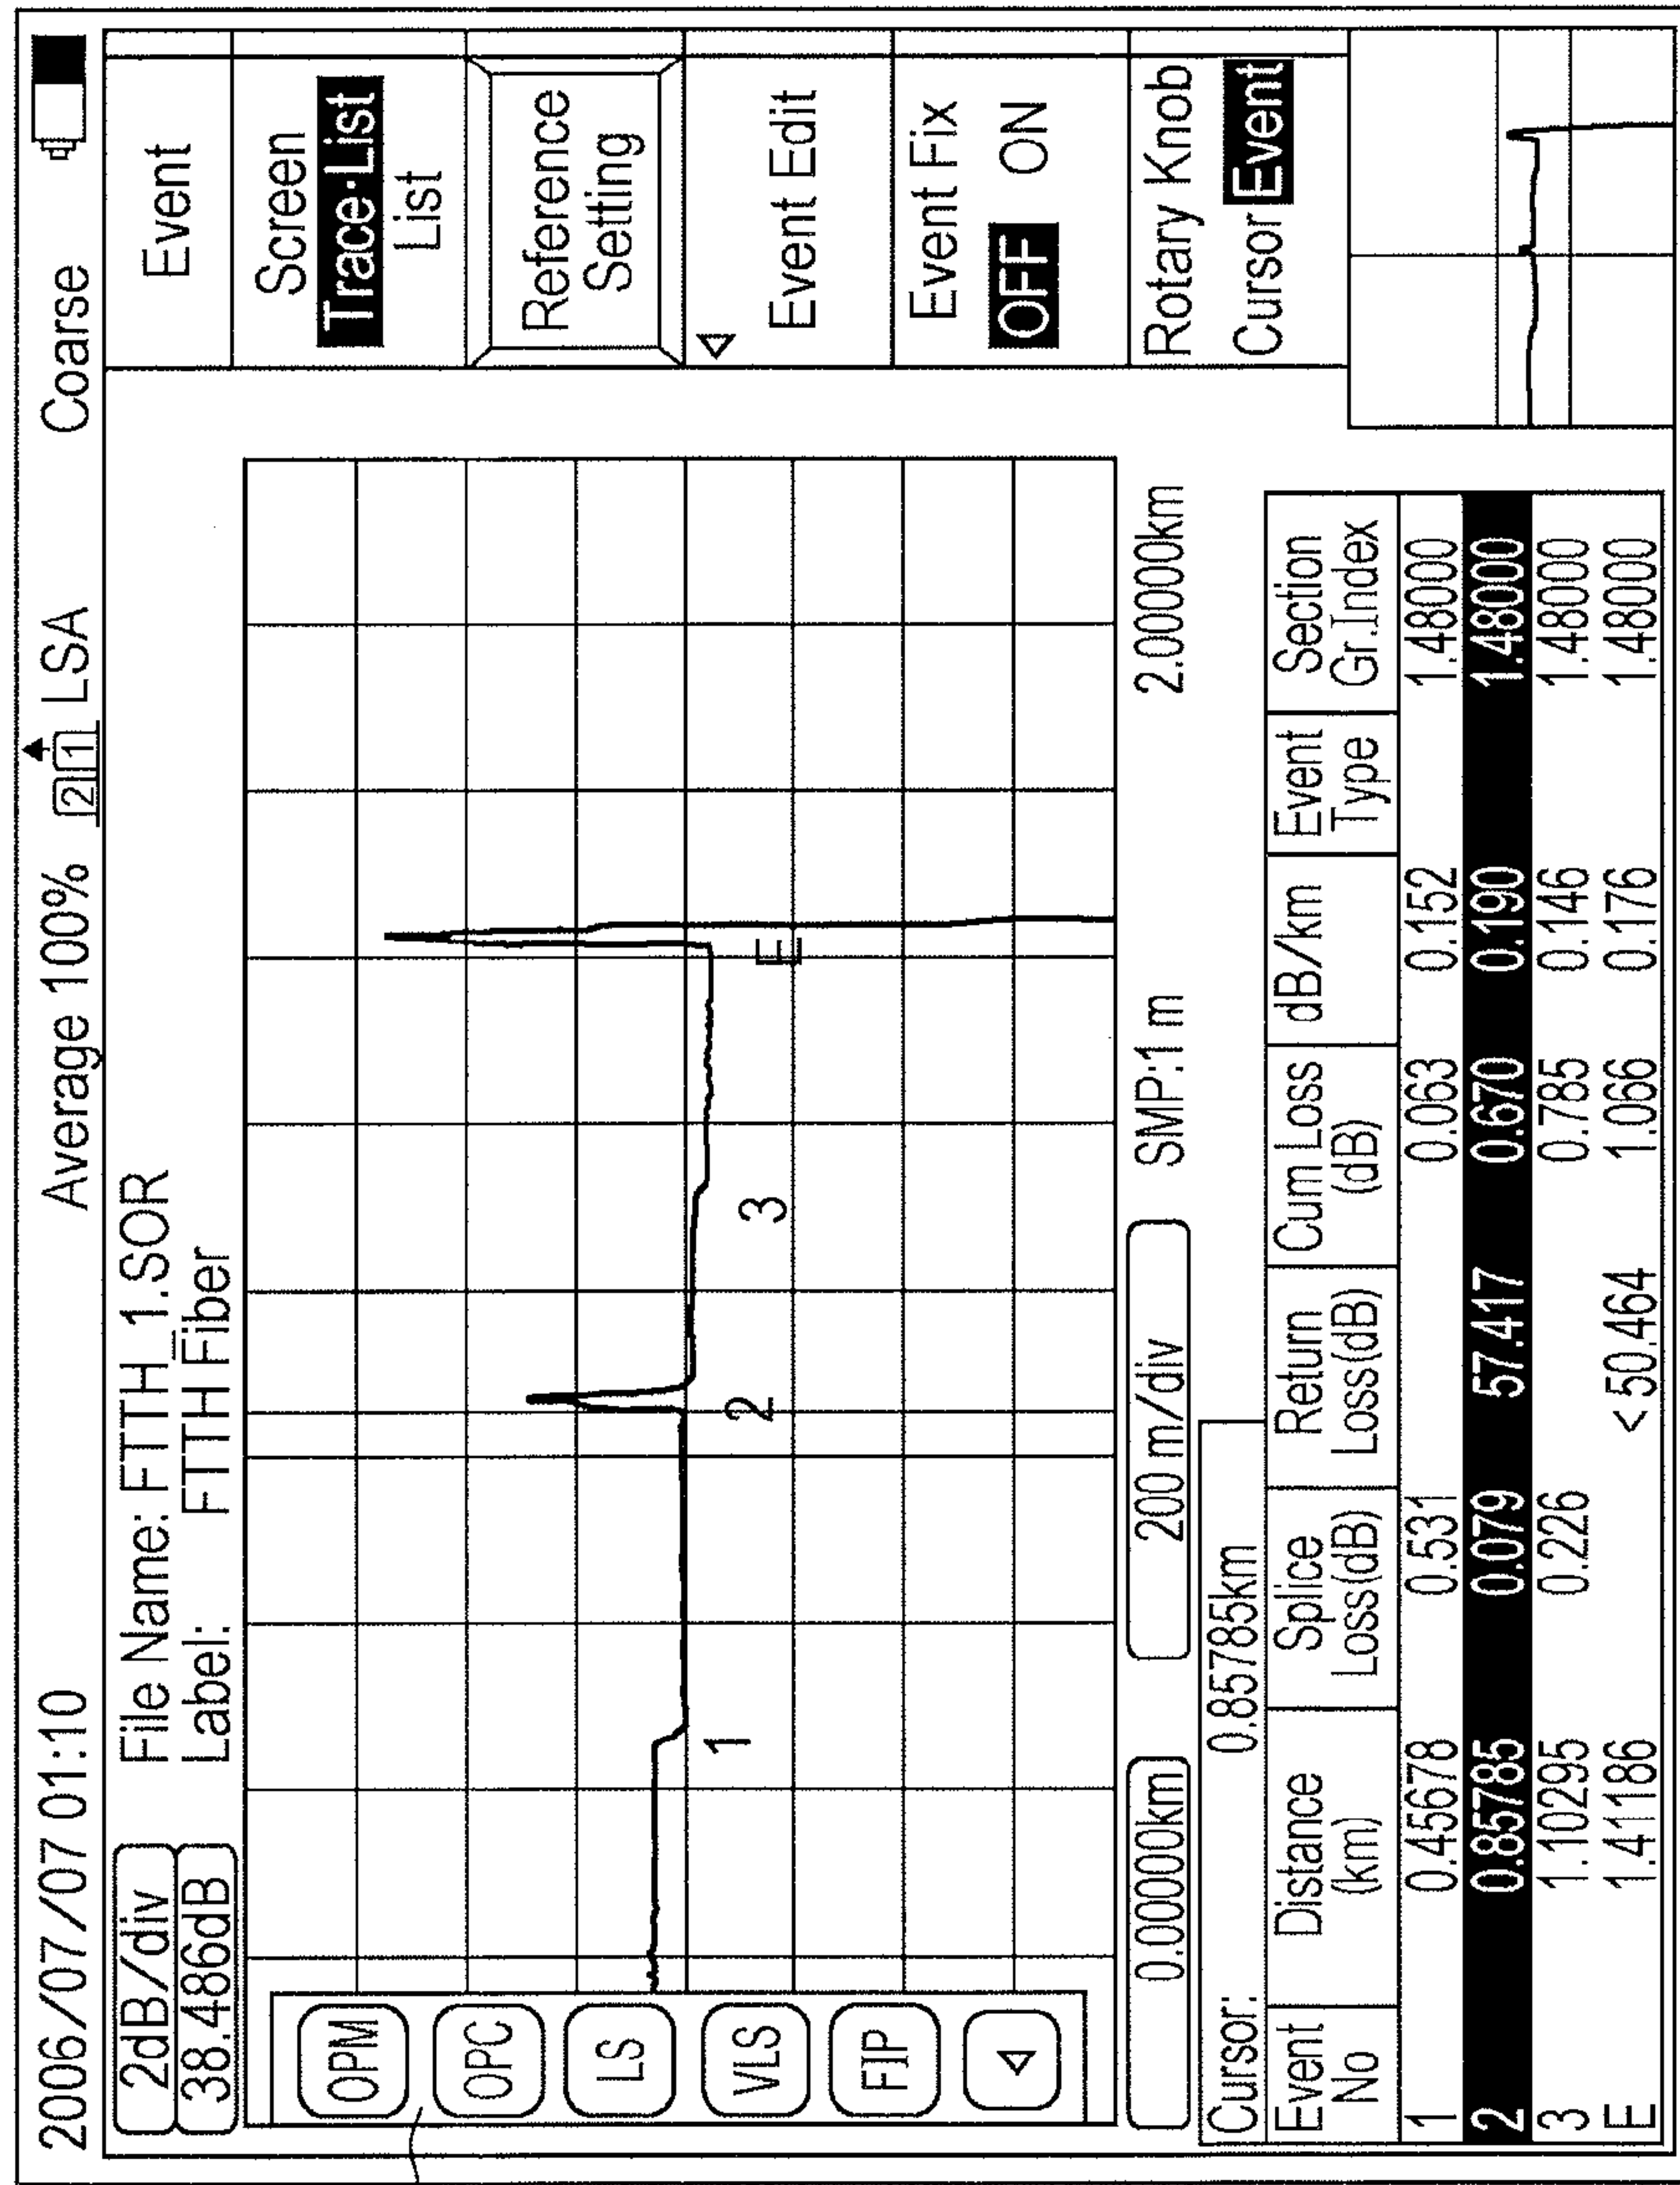 2006/07/07 01:10 Average 100% 2 1 LSA Coarse
2dB/div File Name: FTTH_1.SOR
38.486dB Label: FTTH Fiber
OPM
OPC
LS
VLS
FIP
1 2 3 E
0.00000km 200 m/div SMP:1 m 2.00000km
Cursor: 0.85785km
Event No Distance (km) Splice Loss(dB) Return Loss(dB) Cum Loss (dB) dB/km Event Type Section Gr.Index
1 0.45678 0.531 0.063 0.152 1.48000
2 0.85785 0.079 57.417 0.670 0.190 1.48000
3 1.10295 0.226 0.785 0.146 1.48000
E 1.41186 < 50.464 1.066 0.176 1.48000
Event
Screen
Trace·List
List
Reference
Setting
Event Edit
Event Fix
OFF ON
Rotary Knob
Cursor Event